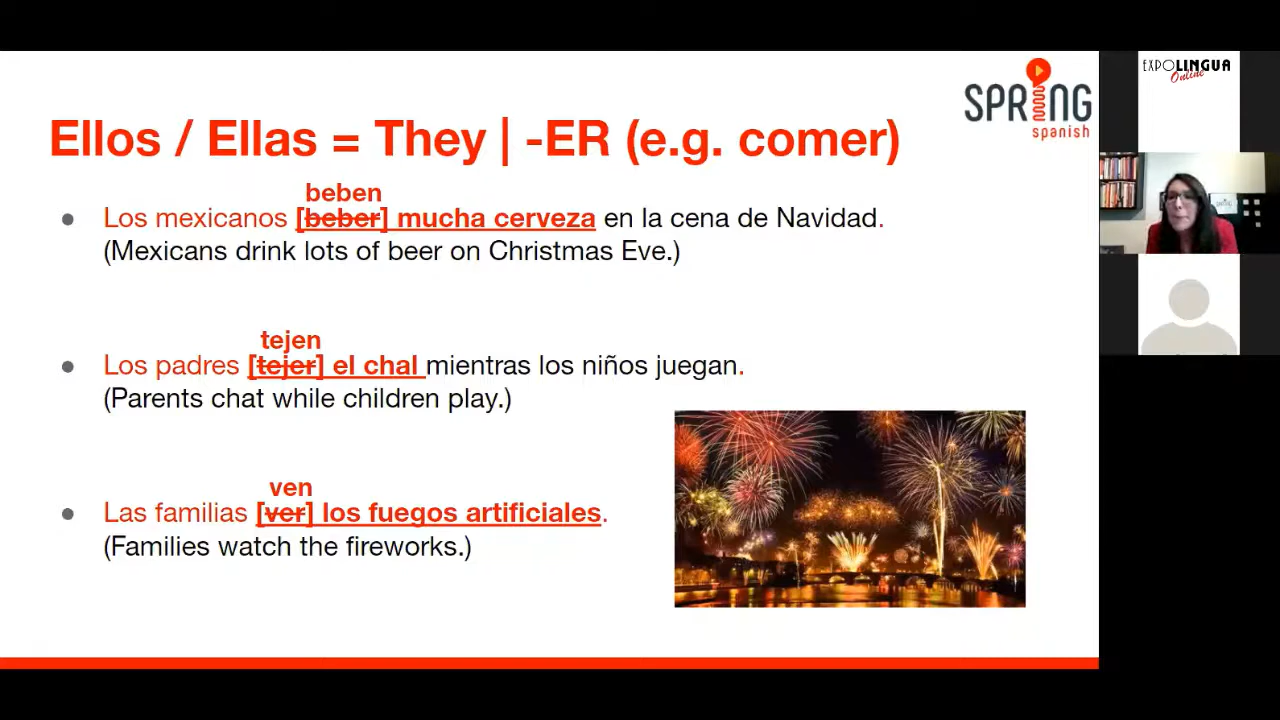 SPRING
spanish
EXPOLINGUA
Online
Ellos / Ellas = They | -ER (e.g. comer)
beben
● Los mexicanos [beber] mucha cerveza en la cena de Navidad.
(Mexicans drink lots of beer on Christmas Eve.)
tejen
● Los padres [tejer] el chal mientras los niños juegan.
(Parents chat while children play.)
ven
● Las familias [ver] los fuegos artificiales.
(Families watch the fireworks.)